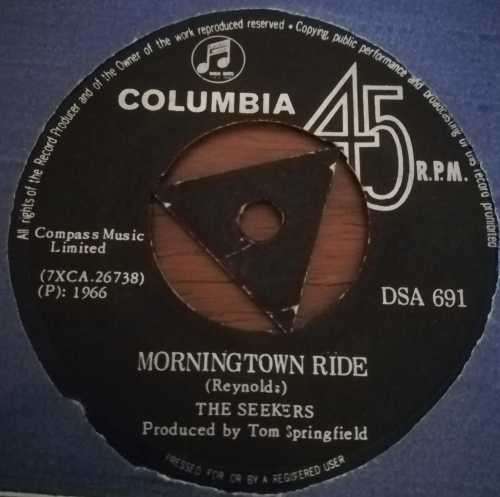 All rights of the Record Producer and of the Owner of the work reproduced reserved • Copying, public performance and broadcasting of this record prohibited
COLUMBIA
45
R.P.M.
Compass Music
Limited
(7XCA.26738)
(P): 1966
DSA 691
MORNINGTOWN RIDE
(Reynolds)
THE SEEKERS
Produced by Tom Springfield
PRESSED FOR OR BY A REGISTERED USER